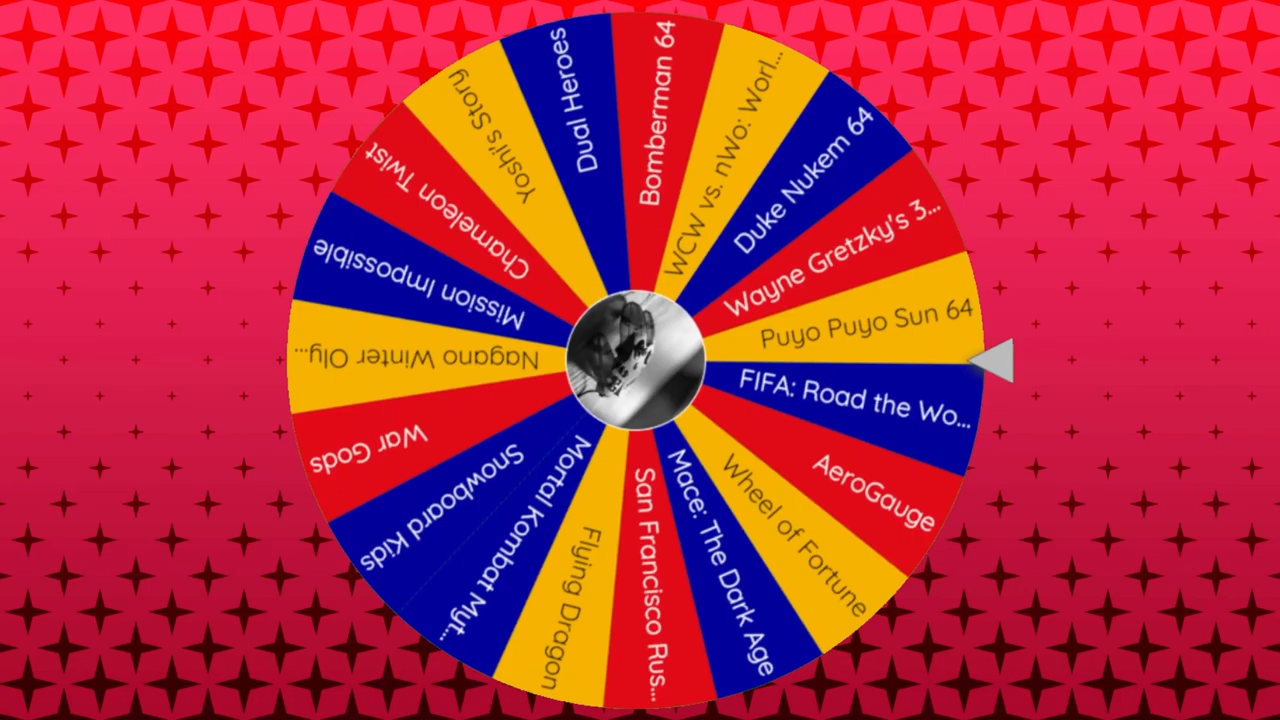 Bomberman 64
WCW vs. nWo: Worl...
Duke Nukem 64
Wayne Gretzky's 3...
Puyo Puyo Sun 64
FIFA: Road the Wo...
AeroGauge
Wheel of Fortune
Mace: The Dark Age
San Francisco Rus...
Flying Dragon
Mortal Kombat Myt...
Snowboard Kids
War Gods
Nagano Winter Oly...
Mission Impossible
Chameleon Twist
Yoshi's Story
Dual Heroes